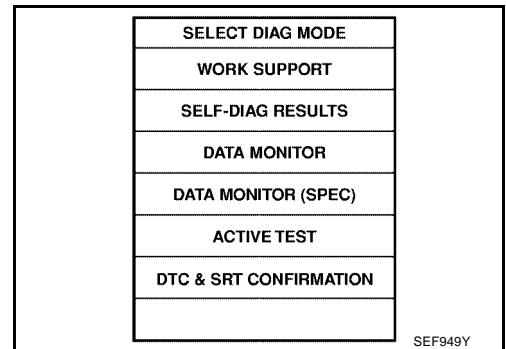 SELECT DIAG MODE
WORK SUPPORT
SELF-DIAG RESULTS
DATA MONITOR
DATA MONITOR (SPEC)
ACTIVE TEST
DTC & SRT CONFIRMATION
SEF949Y